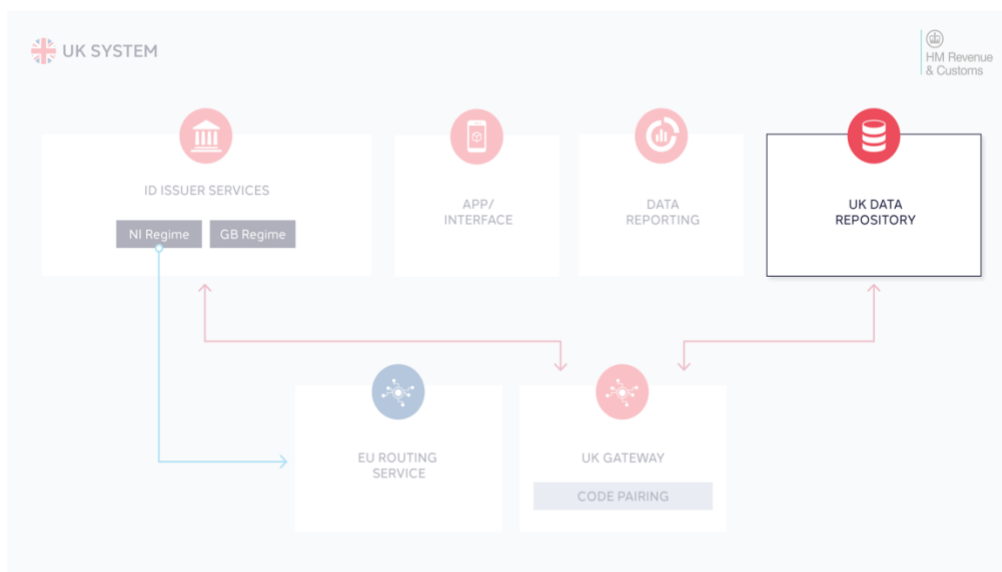 UK SYSTEM
HM Revenue
& Customs
ID ISSUER SERVICES
NI Regime
GB Regime
APP/
INTERFACE
DATA
REPORTING
UK DATA
REPOSITORY
EU ROUTING
SERVICE
UK GATEWAY
CODE PAIRING